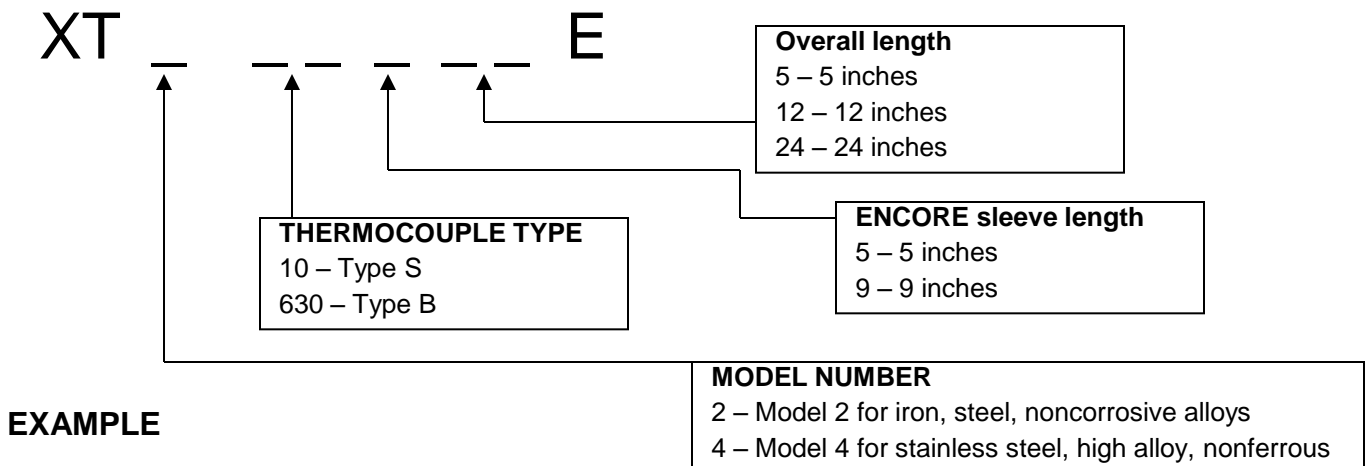 XT _ _ _ _ _ _ E
Overall length
5 – 5 inches
12 – 12 inches
24 – 24 inches
ENCORE sleeve length
5 – 5 inches
9 – 9 inches
THERMOCOUPLE TYPE
10 – Type S
630 – Type B
MODEL NUMBER
2 – Model 2 for iron, steel, noncorrosive alloys
4 – Model 4 for stainless steel, high alloy, nonferrous
EXAMPLE